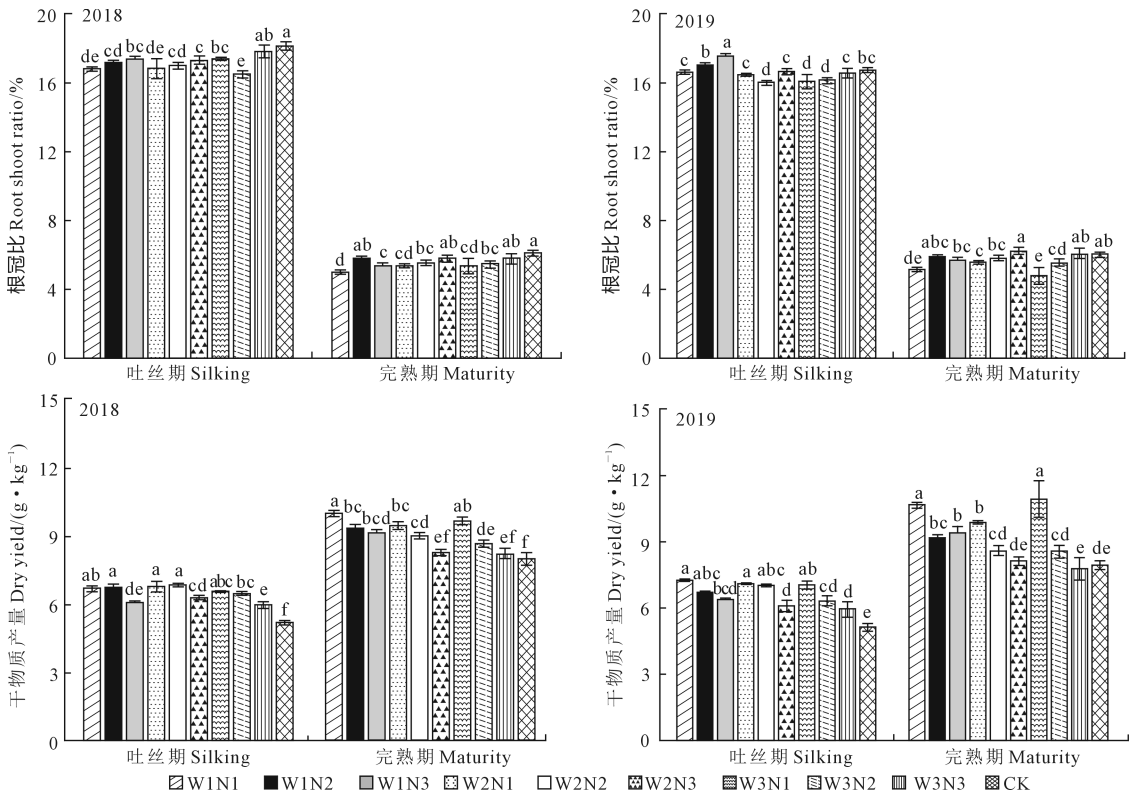 2018
根冠比 Root shoot ratio/%
20
16
12
8
4
0
de cd bc de cd c bc e ab a
d ab c c bc ab cd bc ab a
吐丝期 Silking
完熟期 Maturity
2019
根冠比 Root shoot ratio/%
20
16
12
8
4
0
c b a c d c d d c bc
de abc bc c bc a e cd ab ab
吐丝期 Silking
完熟期 Maturity
2018
干物质产量 Dry yield/(g·kg⁻¹)
15
12
9
6
3
0
ab a de a a cd abc bc e f
a bc bcd bc cd ef ab de ef f
吐丝期 Silking
完熟期 Maturity
2019
干物质产量 Dry yield/(g·kg⁻¹)
15
12
9
6
3
0
a abc bcd a abc d ab cd d e
a bc b b cd de a cd e de
吐丝期 Silking
完熟期 Maturity
W1N1 W1N2 W1N3 W2N1 W2N2 W2N3 W3N1 W3N2 W3N3 CK